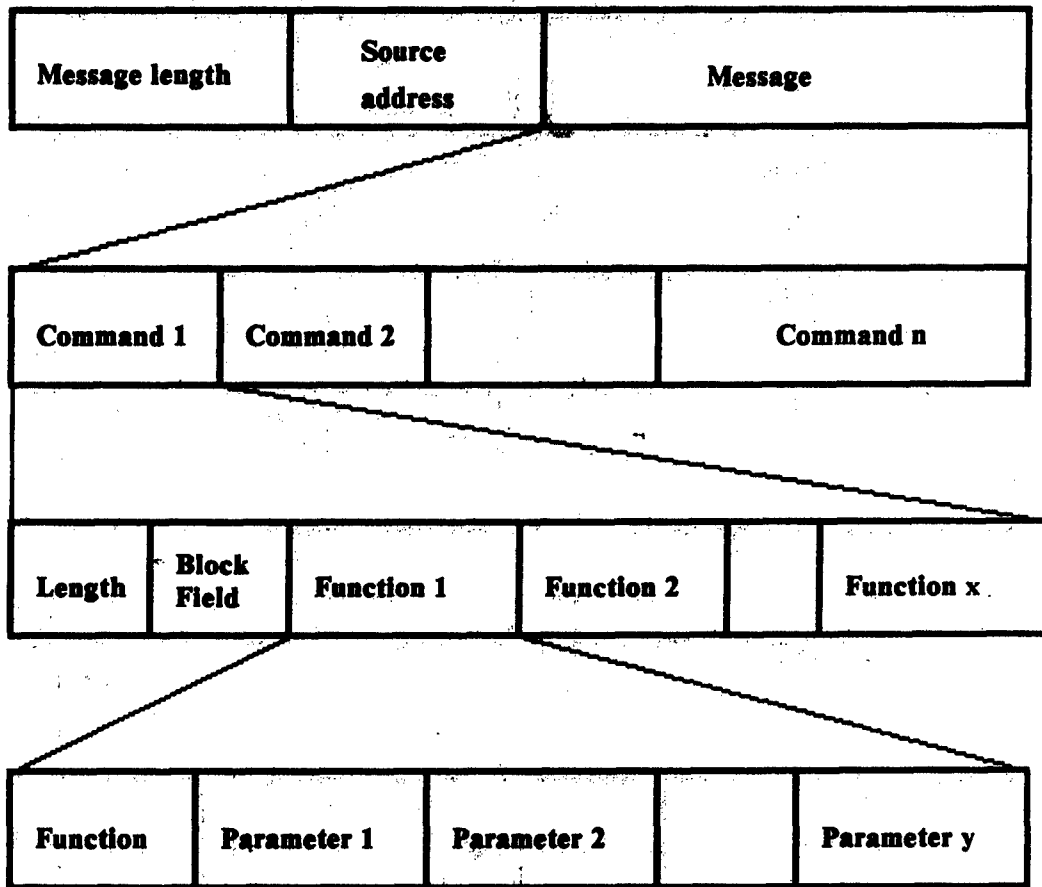 Message length
Source
address
Message
Command 1
Command 2
Command n
Length
Block
Field
Function 1
Function 2
Function x
Function
Parameter 1
Parameter 2
Parameter y